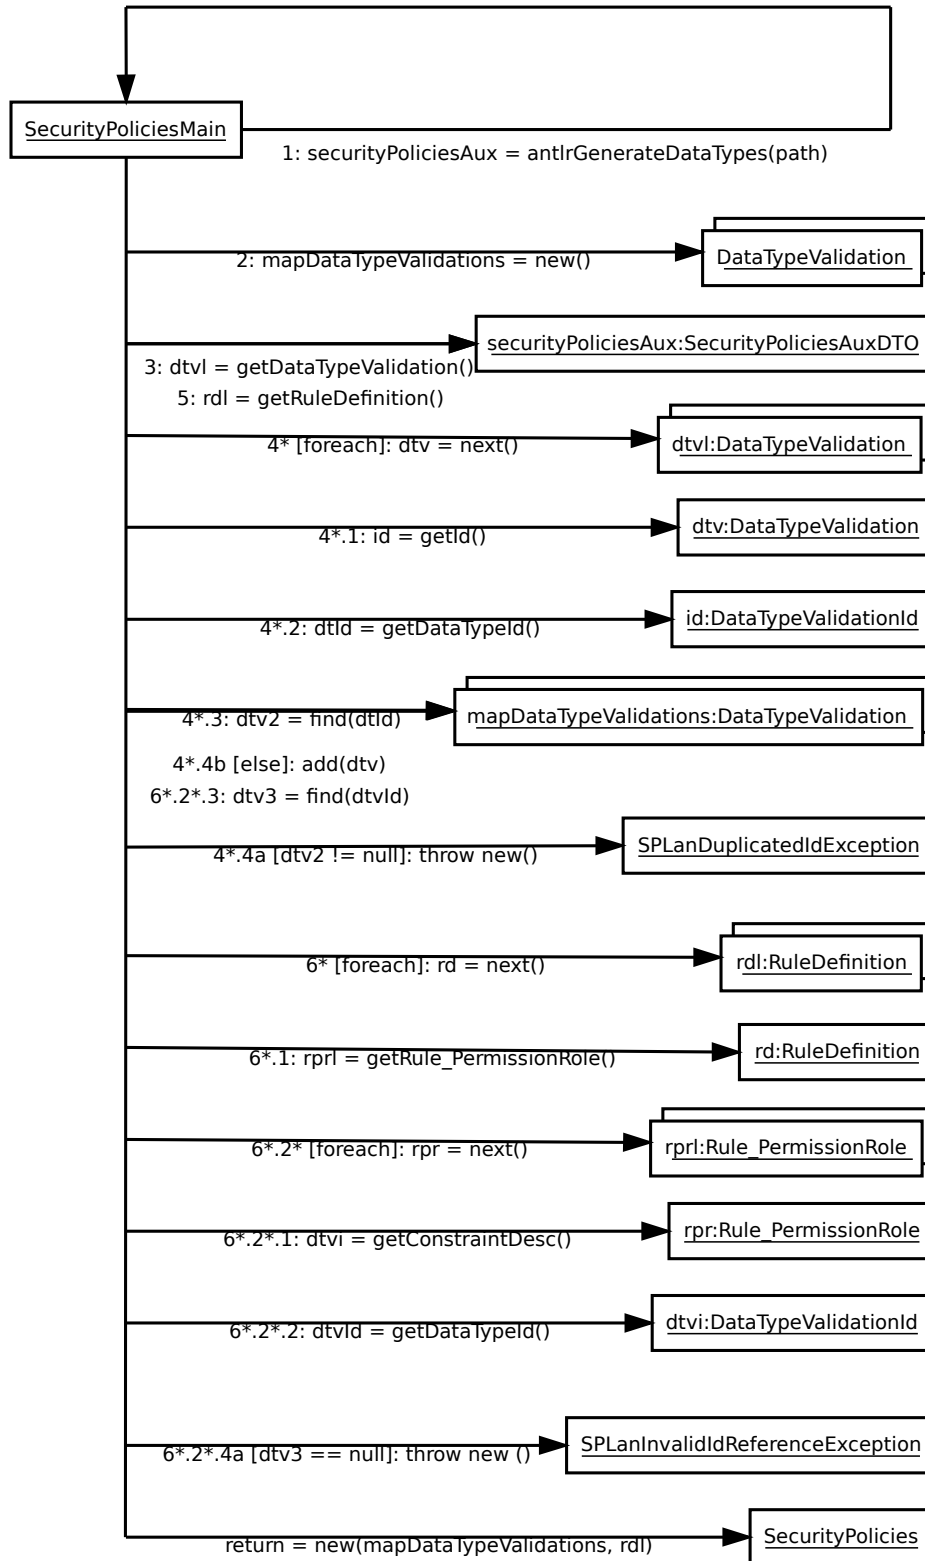 SecurityPoliciesMain
1: securityPoliciesAux = antlrGenerateDataTypes(path)
2: mapDataTypeValidations = new()
DataTypeValidation
securityPoliciesAux:SecurityPoliciesAuxDTO
3: dtvl = getDataTypeValidation()
5: rdl = getRuleDefinition()
4* [foreach]: dtv = next()
dtvl:DataTypeValidation
4*.1: id = getId()
dtv:DataTypeValidation
4*.2: dtId = getDataTypeId()
id:DataTypeValidationId
4*.3: dtv2 = find(dtId)
mapDataTypeValidations:DataTypeValidation
4*.4b [else]: add(dtv)
6*.2*.3: dtv3 = find(dtvId)
4*.4a [dtv2 != null]: throw new()
SPLanDuplicatedIdException
6* [foreach]: rd = next()
rdl:RuleDefinition
6*.1: rprl = getRule_PermissionRole()
rd:RuleDefinition
6*.2* [foreach]: rpr = next()
rprl:Rule_PermissionRole
6*.2*.1: dtvi = getConstraintDesc()
rpr:Rule_PermissionRole
6*.2*.2: dtvId = getDataTypeId()
dtvi:DataTypeValidationId
6*.2*.4a [dtv3 == null]: throw new ()
SPLanInvalidIdReferenceException
return = new(mapDataTypeValidations, rdl)
SecurityPolicies